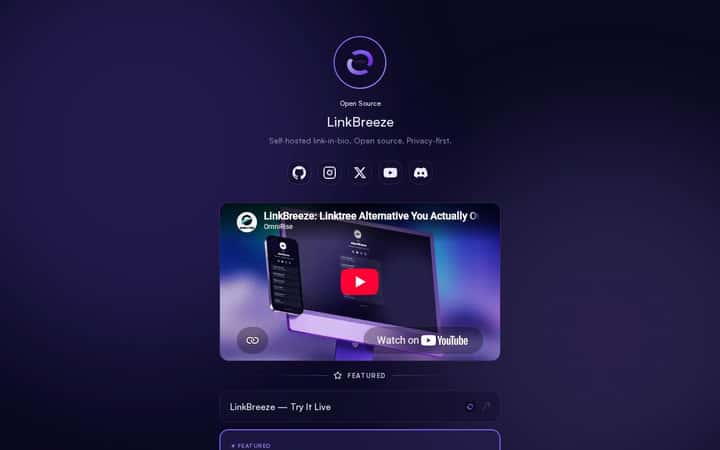 Open Source
LinkBreeze
Self-hosted link-in-bio. Open source. Privacy-first.
LinkBreeze: Linktree Alternative You Actually
OmniRise
Watch on YouTube
FEATURED
LinkBreeze — Try It Live
FEATURED